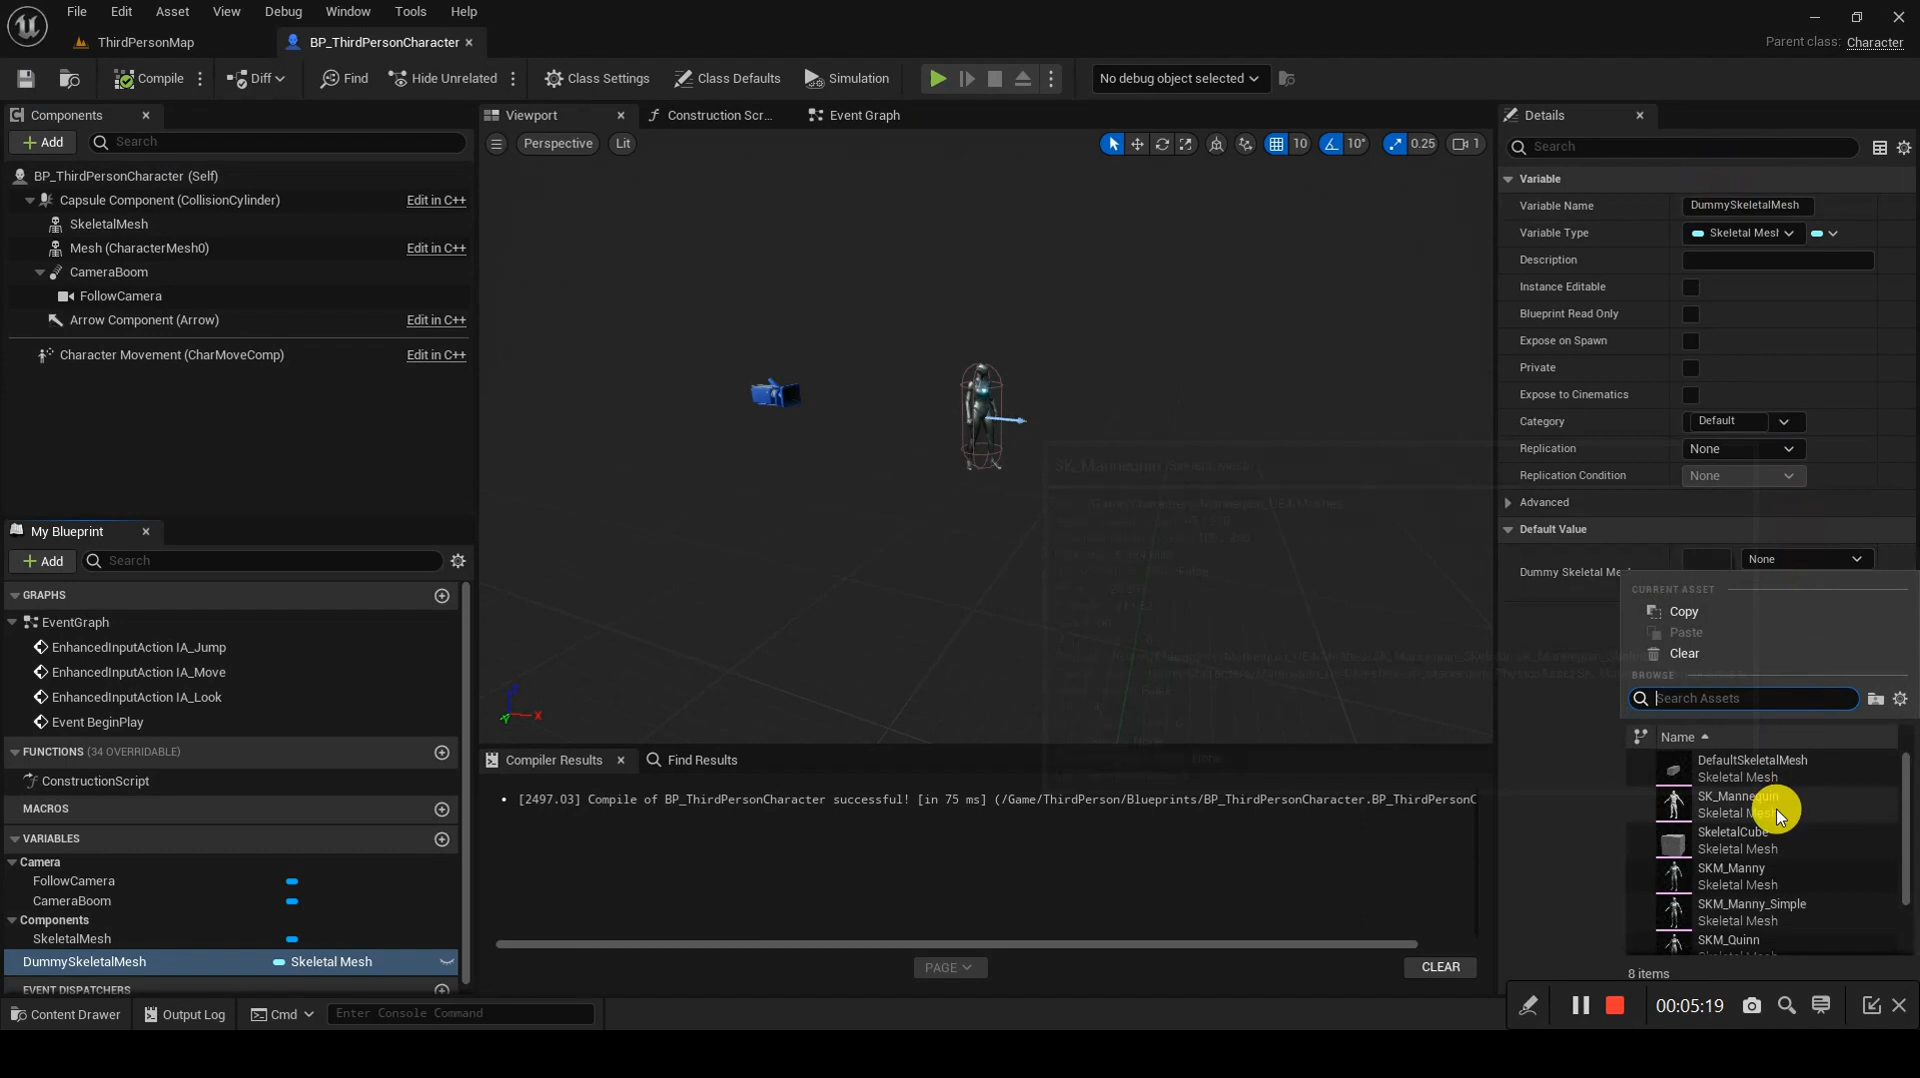 File Edit Asset View Debug Window Tools Help
ThirdPersonMap BP_ThirdPersonCharacter
Parent class: Character
Compile Diff Find Hide Unrelated Class Settings Class Defaults Simulation No debug object selected
Components
Add Search
BP_ThirdPersonCharacter (Self)
Capsule Component (CollisionCylinder) Edit in C++
SkeletalMesh
Mesh (CharacterMesh0) Edit in C++
CameraBoom
FollowCamera
Arrow Component (Arrow) Edit in C++
Character Movement (CharMoveComp) Edit in C++
My Blueprint
Add Search
GRAPHS
EventGraph
EnhancedInputAction IA_Jump
EnhancedInputAction IA_Move
EnhancedInputAction IA_Look
Event BeginPlay
FUNCTIONS (34 OVERRIDABLE)
ConstructionScript
MACROS
VARIABLES
Camera
FollowCamera
CameraBoom
Components
SkeletalMesh
DummySkeletalMesh Skeletal Mesh
EVENT DISPATCHERS
Viewport Construction Scr... Event Graph
Perspective Lit 10 10° 0.25 1
SK_Mannequin
X
Compiler Results Find Results
[2497.03] Compile of BP_ThirdPersonCharacter successful! [in 75 ms] (/Game/ThirdPerson/Blueprints/BP_ThirdPersonCharacter.BP_ThirdPersonC
PAGE CLEAR
Details
Search
Variable
Variable Name DummySkeletalMesh
Variable Type Skeletal Mesh
Description
Instance Editable
Blueprint Read Only
Expose on Spawn
Private
Expose to Cinematics
Category Default
Replication None
Replication Condition None
Advanced
Default Value
Dummy Skeletal Me None
CURRENT ASSET
Copy
Paste
Clear
BROWSE
Search Assets
Name
DefaultSkeletalMesh
Skeletal Mesh
SK_Mannequin
Skeletal Mesh
SkeletalCube
Skeletal Mesh
SKM_Manny
Skeletal Mesh
SKM_Manny_Simple
Skeletal Mesh
SKM_Quinn
8 items
Content Drawer Output Log Cmd Enter Console Command
00:05:19